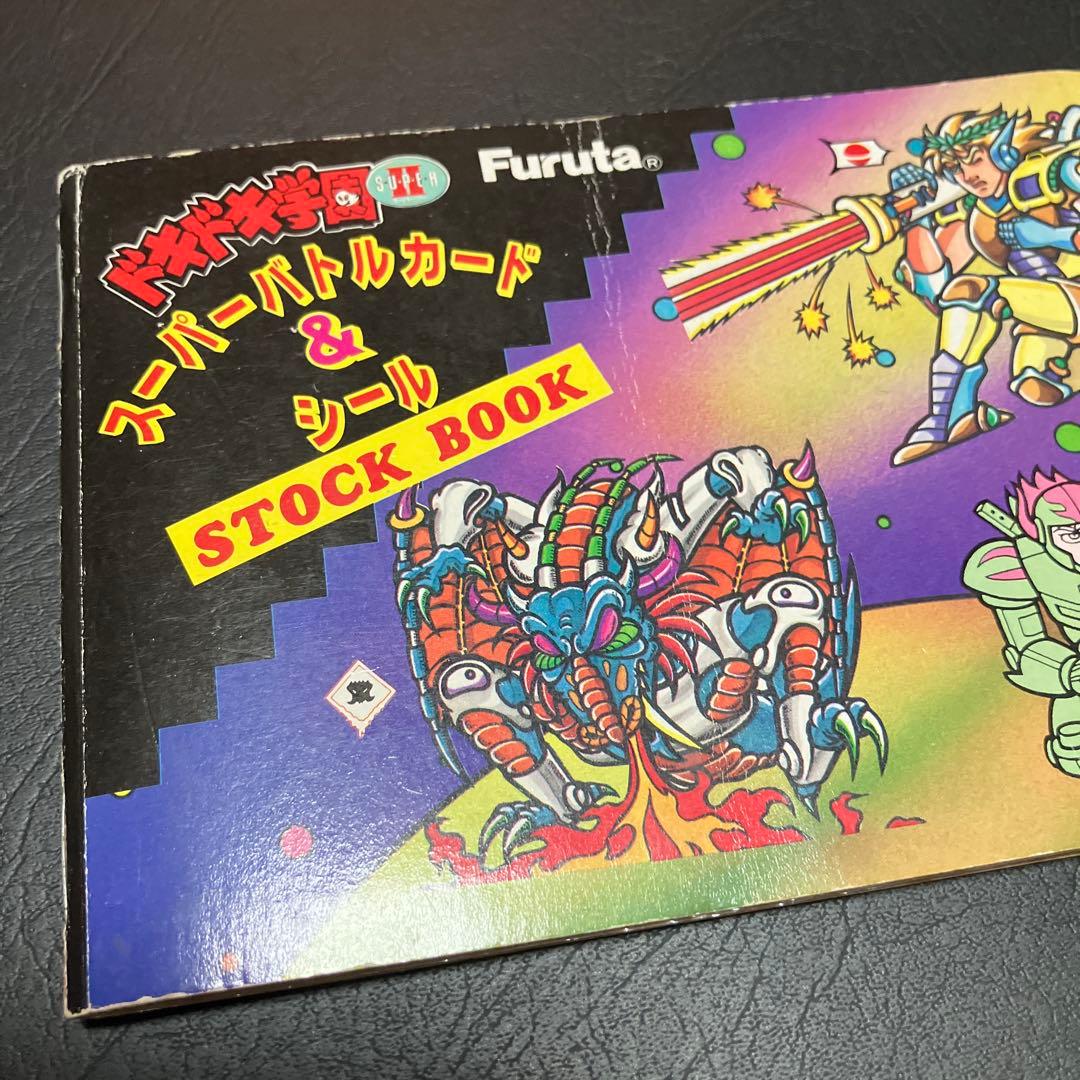 ドキドキ学園
SUPER
II
Furuta®
スーパーバトルカード
&
シール
STOCK BOOK